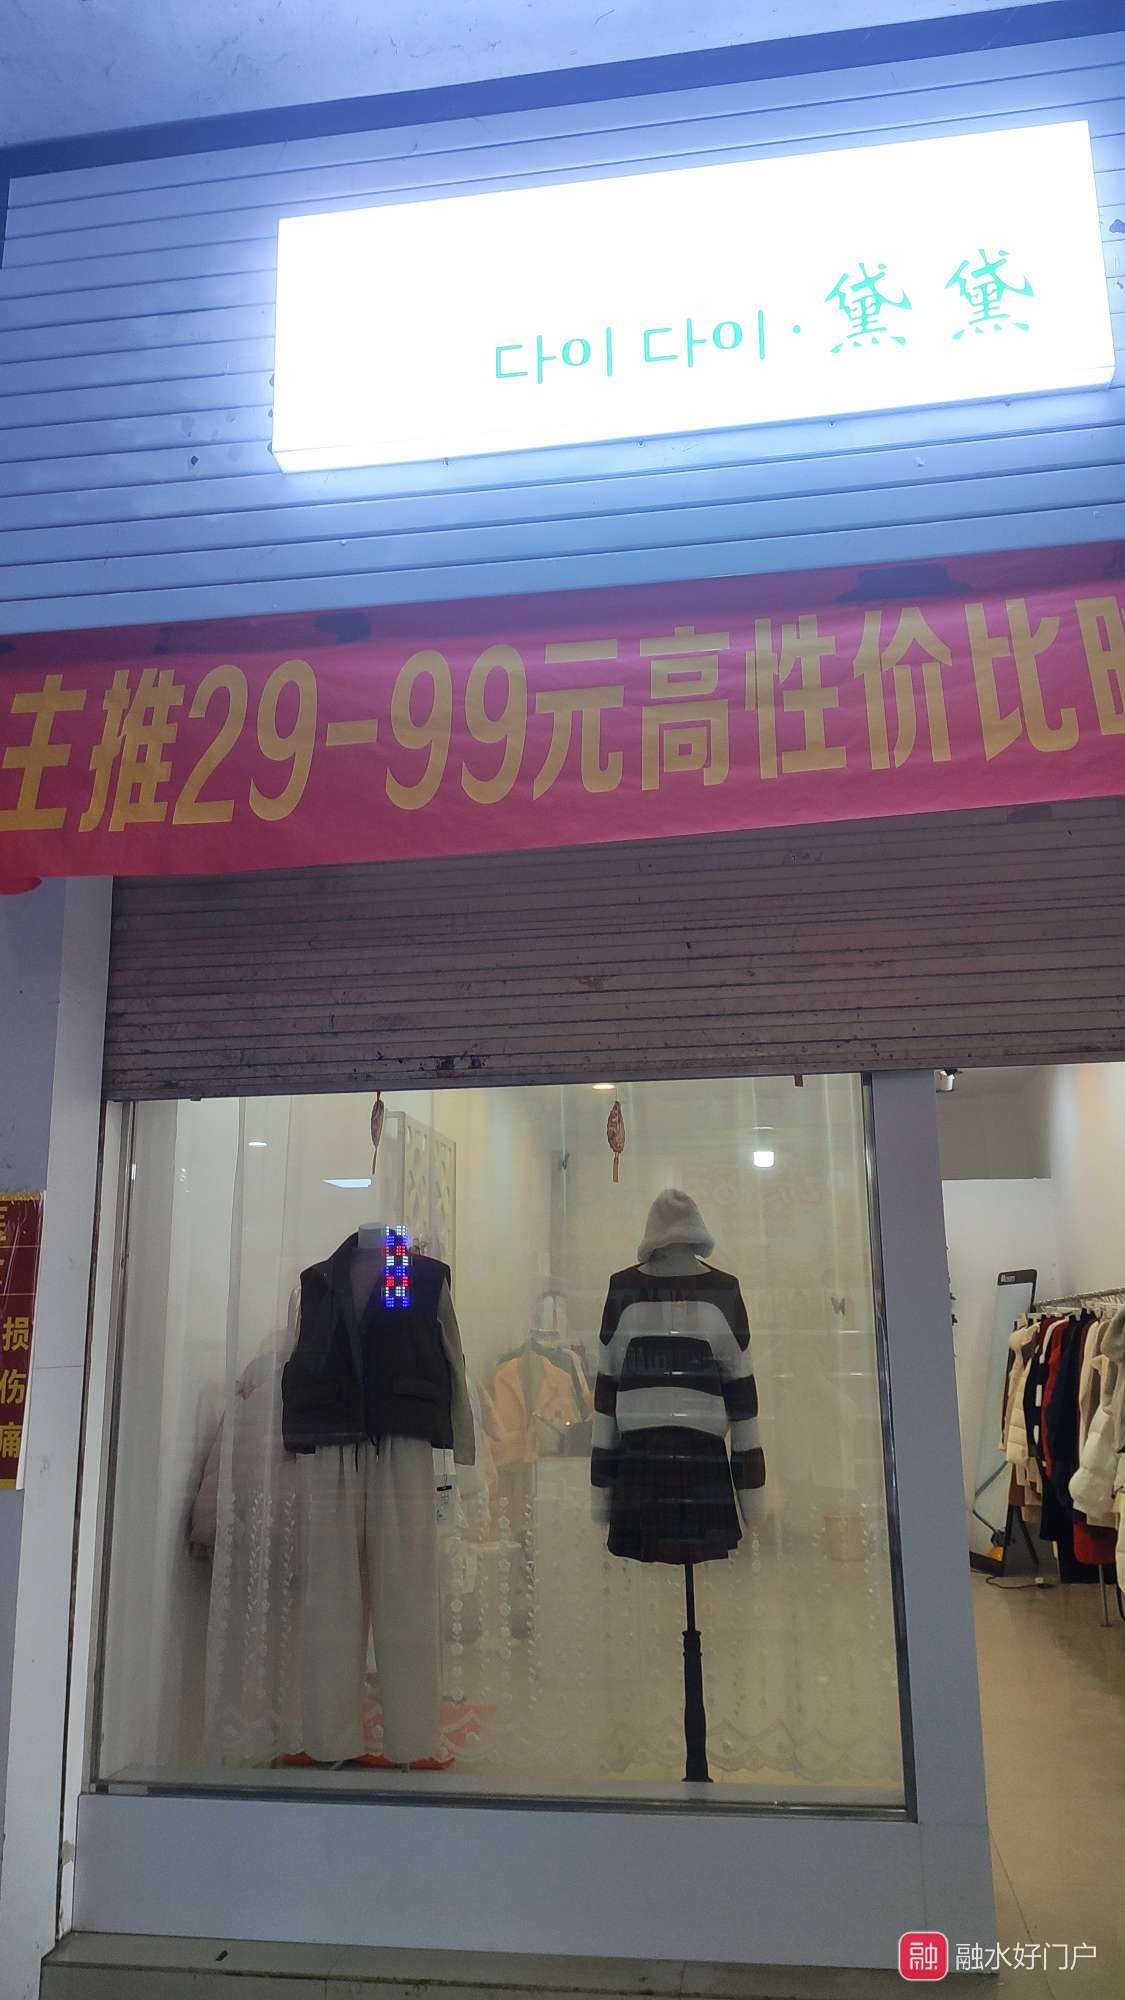 다이 다이·黛黛
主推29-99元高性价比
损
伤
痛
融 融水好门户